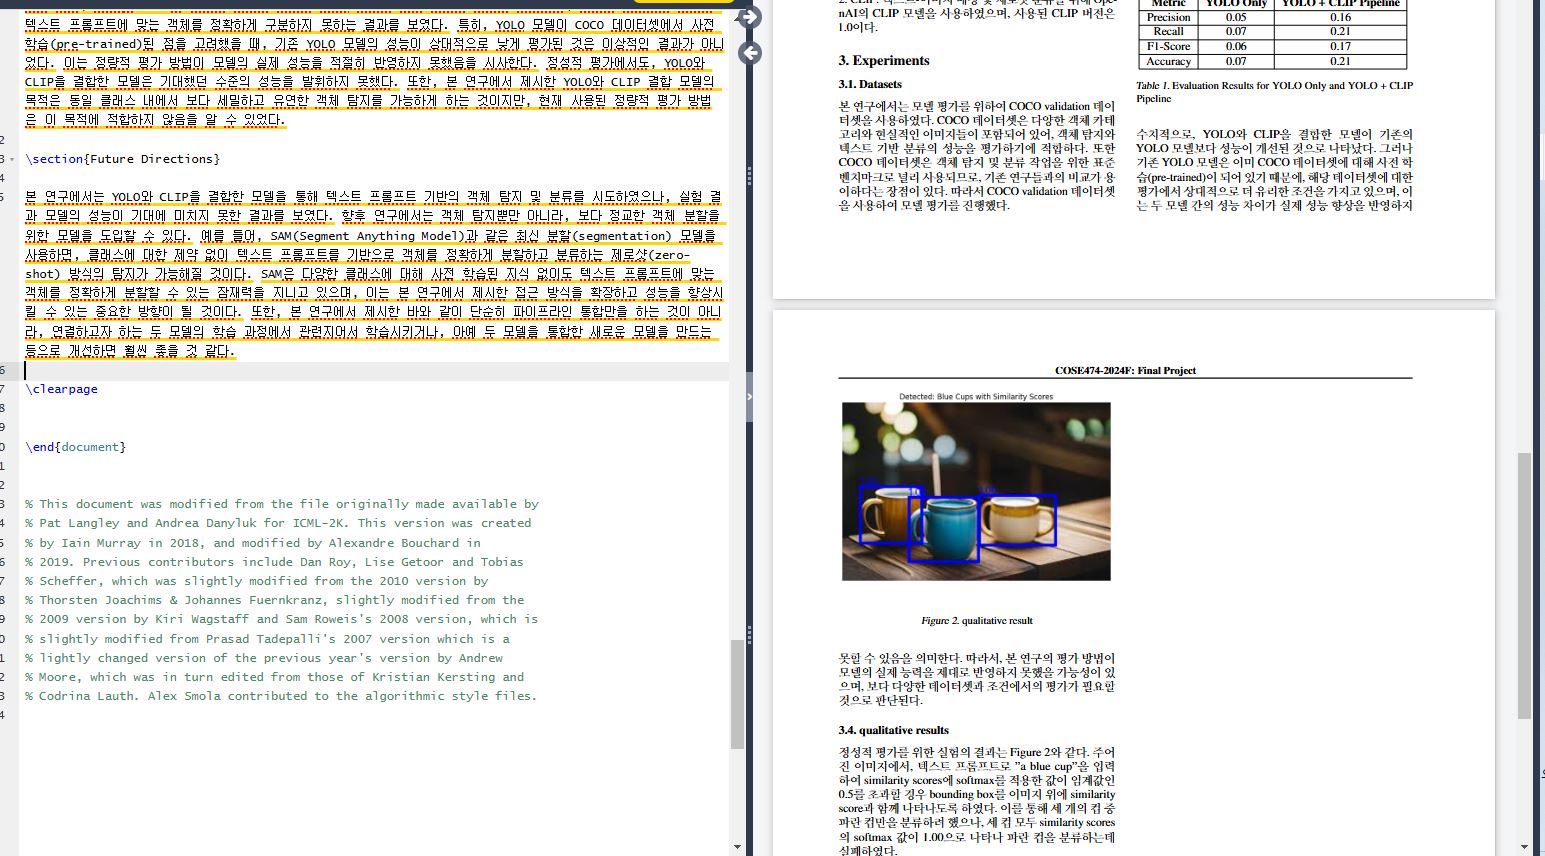 텍스트 프롬프트에 맞는 객체를 정확하게 구분하지 못하는 결과를 보였다. 특히, YOLO 모델이 COCO 데이터셋에서 사전
학습(pre-trained)된 점을 고려했을 때, 기존 YOLO 모델의 성능이 상대적으로 낮게 평가된 것은 이상적인 결과가 아니
었다. 이는 정량적 평가 방법이 모델의 실제 성능을 적절히 반영하지 못했음을 시사한다. 정성적 평가에서도, YOLO와
CLIP을 결합한 모델은 기대했던 수준의 성능을 발휘하지 못했다. 또한, 본 연구에서 제시한 YOLO와 CLIP 결합 모델의
목적은 동일 클래스 내에서 보다 세밀하고 유연한 객체 탐지를 가능하게 하는 것이지만, 현재 사용된 정량적 평가 방법
은 이 목적에 적합하지 않음을 알 수 있었다.
\section{Future Directions}
본 연구에서는 YOLO와 CLIP을 결합한 모델을 통해 텍스트 프롬프트 기반의 객체 탐지 및 분류를 시도하였으나, 실험 결
과 모델의 성능이 기대에 미치지 못한 결과를 보였다. 향후 연구에서는 객체 탐지뿐만 아니라, 보다 정교한 객체 분할을
위한 모델을 도입할 수 있다. 예를 들어, SAM(Segment Anything Model)과 같은 최신 분할(segmentation) 모델을
사용하면, 클래스에 대한 제약 없이 텍스트 프롬프트를 기반으로 객체를 정확하게 분할하고 분류하는 제로샷(zero-
shot) 방식의 탐지가 가능해질 것이다. SAM은 다양한 클래스에 대해 사전 학습된 지식 없이도 텍스트 프롬프트에 맞는
객체를 정확하게 분할할 수 있는 잠재력을 지니고 있으며, 이는 본 연구에서 제시한 접근 방식을 확장하고 성능을 향상시
킬 수 있는 중요한 방향이 될 것이다. 또한, 본 연구에서 제시한 바와 같이 단순히 파이프라인 통합만을 하는 것이 아니
라, 연결하고자 하는 두 모델의 학습 과정에서 관련지어서 학습시키거나, 아예 두 모델을 통합한 새로운 모델을 만드는
등으로 개선하면 훨씬 좋을 것 같다.
\clearpage
\end{document}
% This document was modified from the file originally made available by
% Pat Langley and Andrea Danyluk for ICML-2K. This version was created
% by Iain Murray in 2018, and modified by Alexandre Bouchard in
% 2019. Previous contributors include Dan Roy, Lise Getoor and Tobias
% Scheffer, which was slightly modified from the 2010 version by
% Thorsten Joachims & Johannes Fuernkranz, slightly modified from the
% 2009 version by Kiri Wagstaff and Sam Roweis's 2008 version, which is
% slightly modified from Prasad Tadepalli's 2007 version which is a
% lightly changed version of the previous year's version by Andrew
% Moore, which was in turn edited from those of Kristian Kersting and
% Codrina Lauth. Alex Smola contributed to the algorithmic style files.
nAI의 CLIP 모델을 사용하였으며, 사용된 CLIP 버전은
1.0이다.
3. Experiments
3.1. Datasets
본 연구에서는 모델 평가를 위하여 COCO validation 데이
터셋을 사용하였다. COCO 데이터셋은 다양한 객체 카테
고리와 현실적인 이미지들이 포함되어 있어, 객체 탐지와
텍스트 기반 분류의 성능을 평가하기에 적합하다. 또한
COCO 데이터셋은 객체 탐지 및 분류 작업을 위한 표준
벤치마크로 널리 사용되므로, 기존 연구들과의 비교가 용
이하다는 장점이 있다. 따라서 COCO validation 데이터셋
을 사용하여 모델 평가를 진행했다.
Metric YOLO Only YOLO + CLIP Pipeline
Precision 0.05 0.16
Recall 0.07 0.21
F1-Score 0.06 0.17
Accuracy 0.07 0.21
Table 1. Evaluation Results for YOLO Only and YOLO + CLIP
Pipeline
수치적으로, YOLO와 CLIP을 결합한 모델이 기존의
YOLO 모델보다 성능이 개선된 것으로 나타났다. 그러나
기존 YOLO 모델은 이미 COCO 데이터셋에 대해 사전 학
습(pre-trained)이 되어 있기 때문에, 해당 데이터셋에 대한
평가에서 상대적으로 더 유리한 조건을 가지고 있으며, 이
는 두 모델 간의 성능 차이가 실제 성능 향상을 반영하지
COSE474-2024F: Final Project
Detected: Blue Cups with Similarity Scores
Figure 2. qualitative result
못할 수 있음을 의미한다. 따라서, 본 연구의 평가 방법이
모델의 실제 능력을 제대로 반영하지 못했을 가능성이 있
으며, 보다 다양한 데이터셋과 조건에서의 평가가 필요할
것으로 판단된다.
3.4. qualitative results
정성적 평가를 위한 실험의 결과는 Figure 2와 같다. 주어
진 이미지에서, 텍스트 프롬프트로 "a blue cup"을 입력
하여 similarity scores에 softmax를 적용한 값이 임계값인
0.5를 초과할 경우 bounding box를 이미지 위에 similarity
score과 함께 나타나도록 하였다. 이를 통해 세 개의 컵 중
파란 컵만을 분류하려 했으나, 세 컵 모두 similarity scores
의 softmax 값이 1.00으로 나타나 파란 컵을 분류하는데
실패하였다.